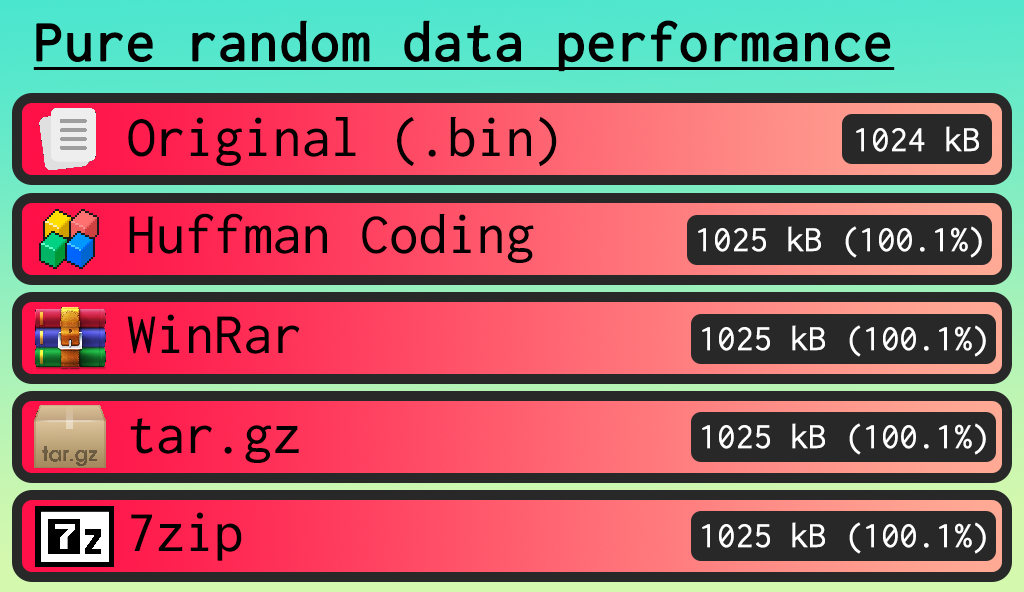 Pure random data performance
Original (.bin) 1024 kB
Huffman Coding 1025 kB (100.1%)
WinRar 1025 kB (100.1%)
tar.gz tar.gz 1025 kB (100.1%)
7z 7zip 1025 kB (100.1%)